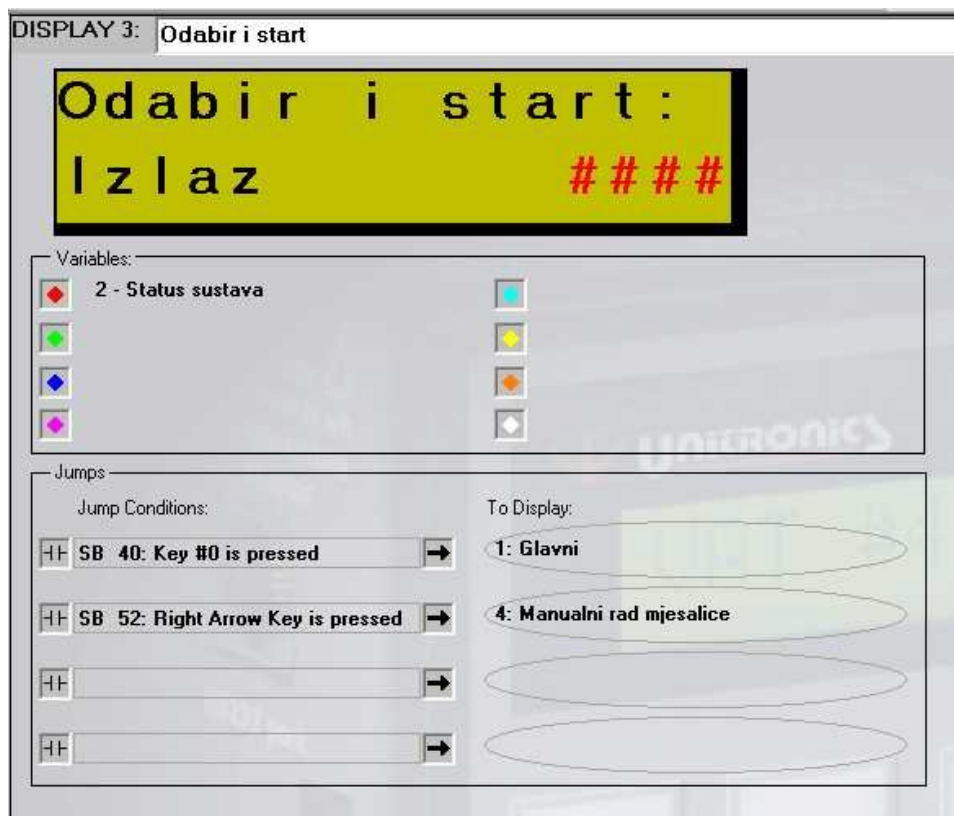 DISPLAY 3: Odabir i start
Odabir i start:
Izlaz ####
Variables:
2 - Status sustava
UNITRONICS
Jumps
Jump Conditions: To Display:
SB 40: Key #0 is pressed 1: Glavni
SB 52: Right Arrow Key is pressed 4: Manualni rad mjesalice